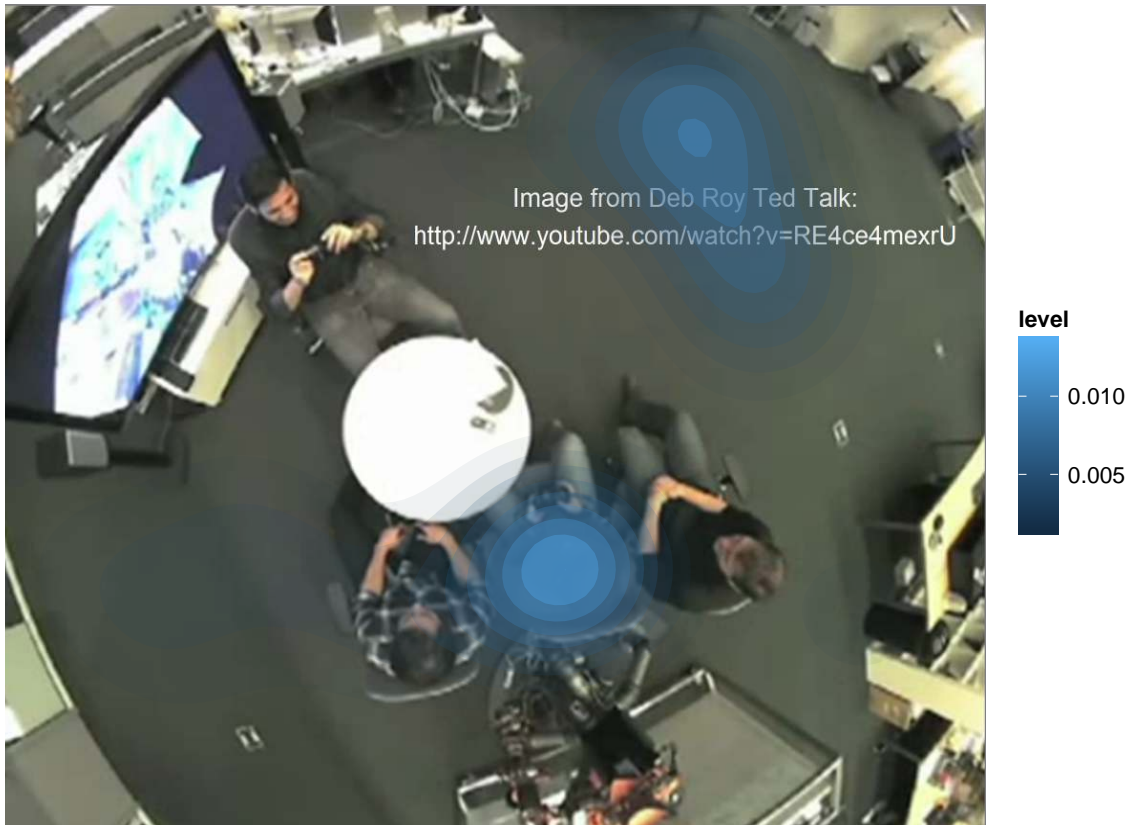 Image from Deb Roy Ted Talk:
http://www.youtube.com/watch?v=RE4ce4mexrU
level
0.010
0.005